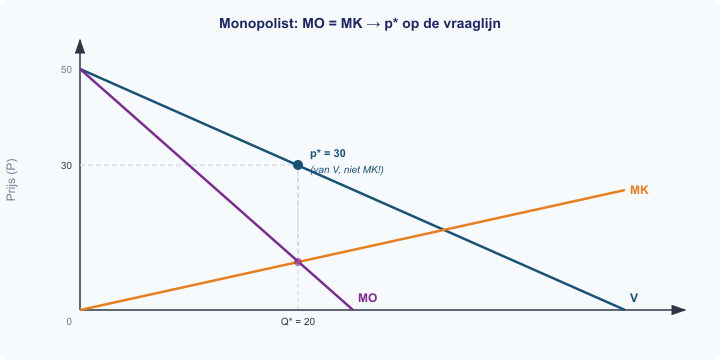 Monopolist: MO = MK → p* op de vraaglijn
50
p* = 30
(van V, niet MK!)
30
Prijs (P)
MK
MO
V
0
Q* = 20